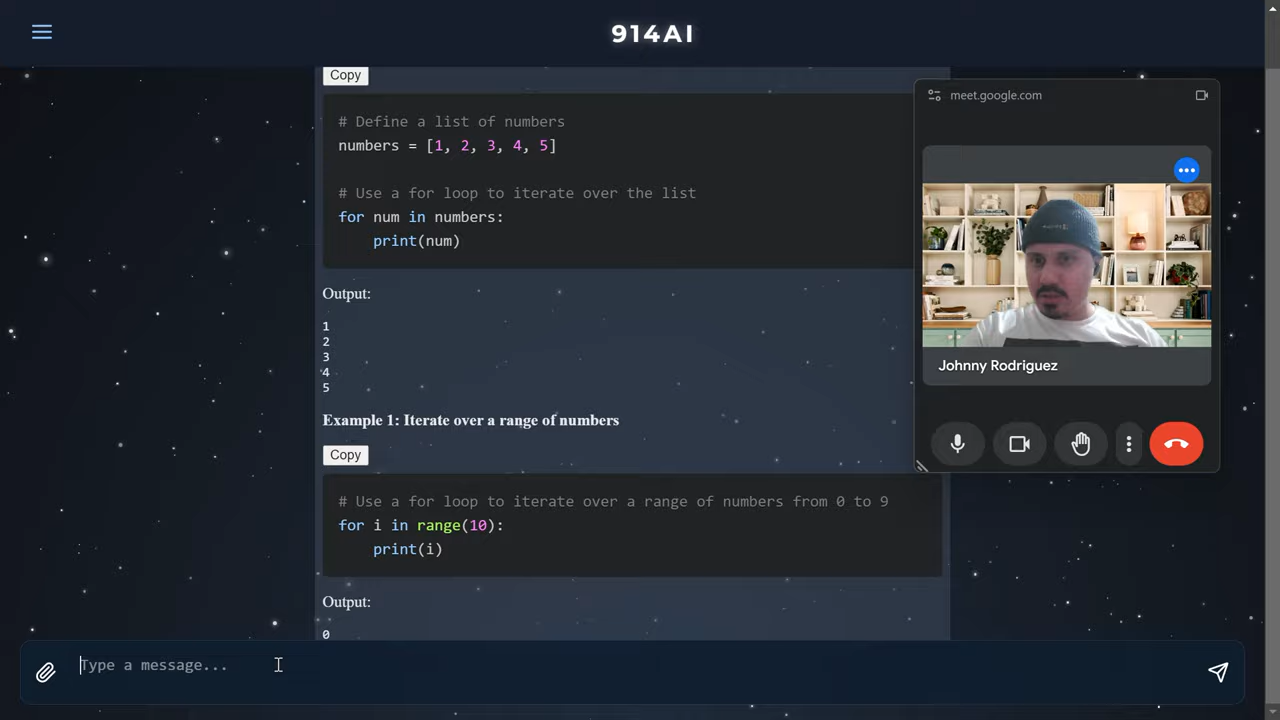 914AI
Copy
# Define a list of numbers
numbers = [1, 2, 3, 4, 5]
# Use a for loop to iterate over the list
for num in numbers:
    print(num)
Output:
1
2
3
4
5
Example 1: Iterate over a range of numbers
Copy
# Use a for loop to iterate over a range of numbers from 0 to 9
for i in range(10):
    print(i)
Output:
0
Type a message...
meet.google.com
Johnny Rodriguez